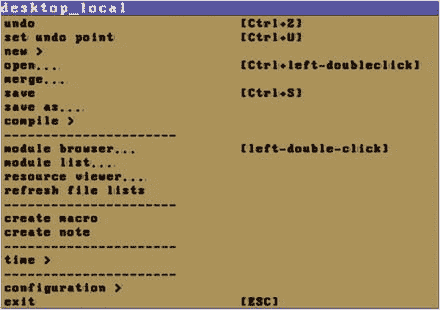 desktop_local
undo [Ctrl+Z]
set undo point [Ctrl+U]
new >
open... [Ctrl+left-doubleclick]
merge...
save [Ctrl+S]
save as...
compile >
----------------------
module browser... [left-double-click]
module list...
resource viewer...
refresh file lists
----------------------
create macro
create note
----------------------
time >
----------------------
configuration >
exit [ESC]